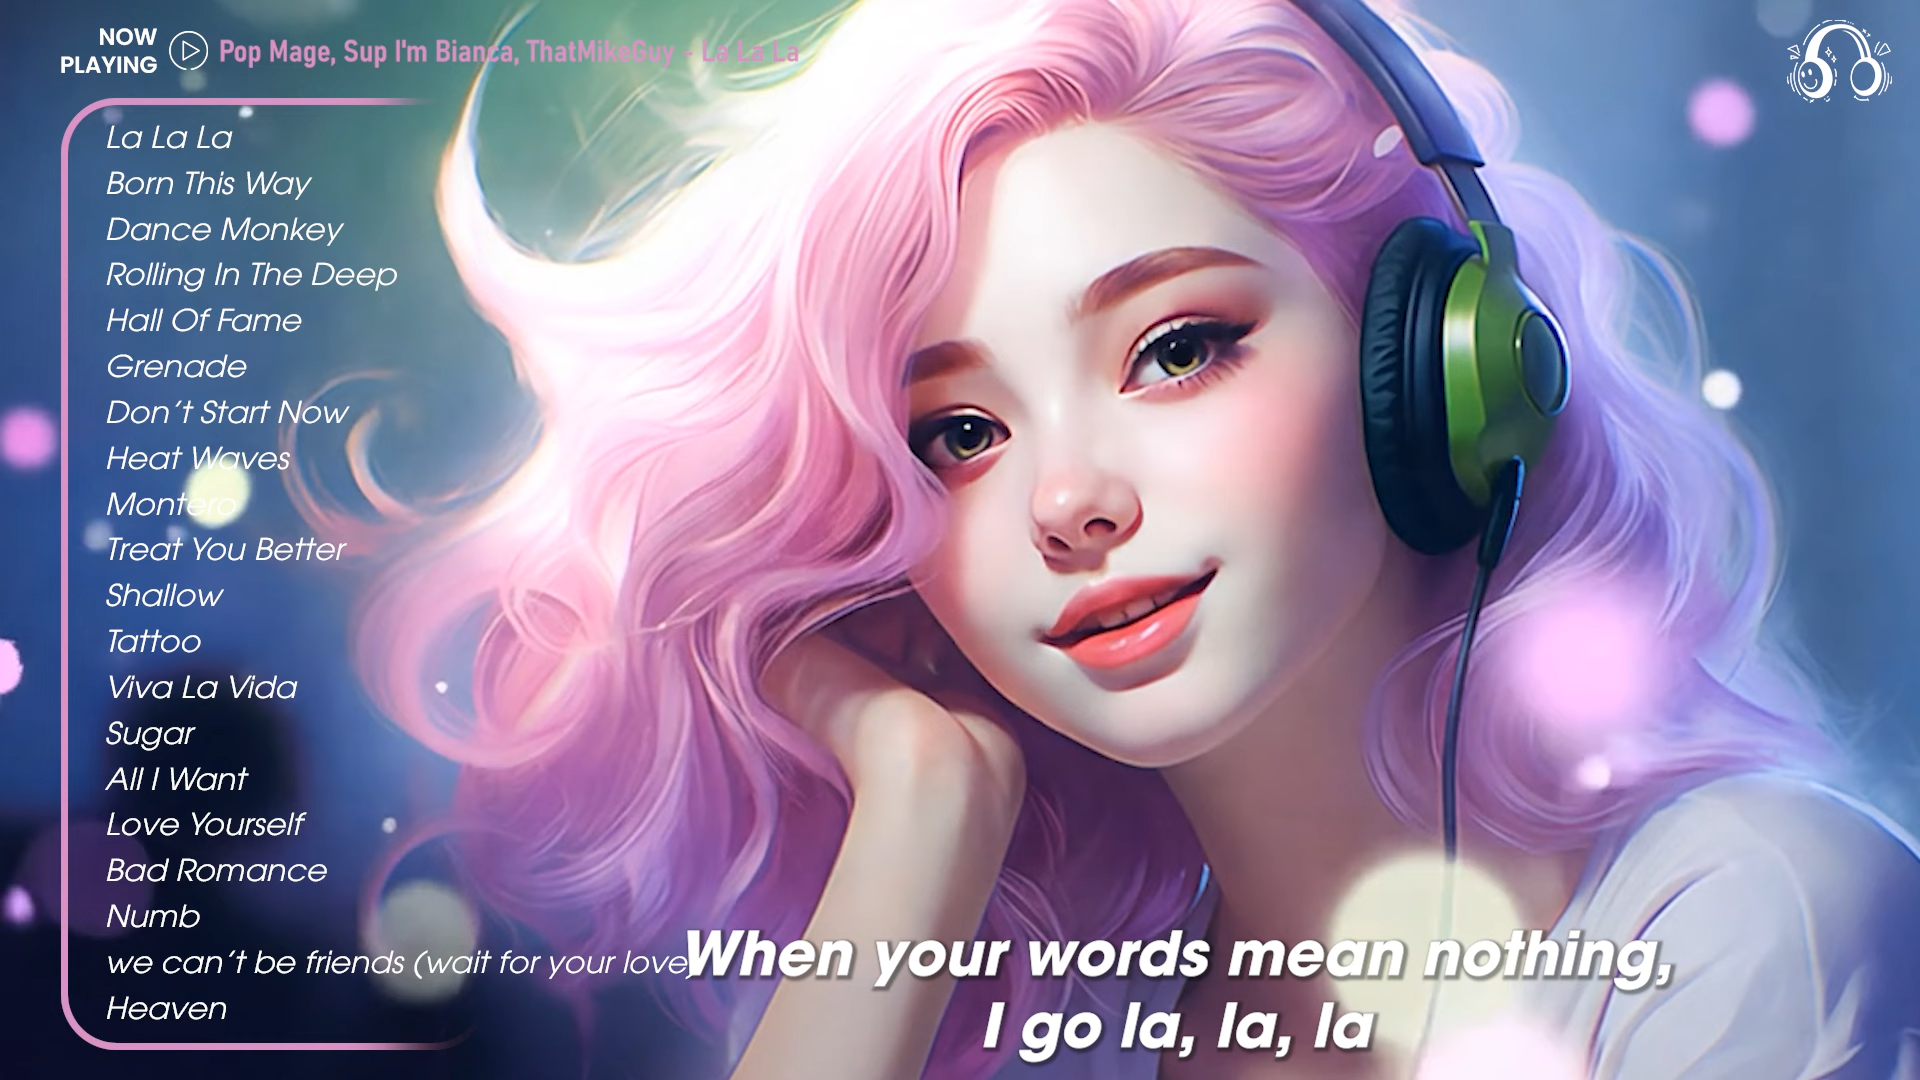 NOW
PLAYING
Pop Mage, Sup I'm Bianca, ThatMikeGuy - La La La
La La La
Born This Way
Dance Monkey
Rolling In The Deep
Hall Of Fame
Grenade
Don't Start Now
Heat Waves
Montero
Treat You Better
Shallow
Tattoo
Viva La Vida
Sugar
All I Want
Love Yourself
Bad Romance
Numb
we can't be friends (wait for your love)
Heaven
When your words mean nothing,
I go la, la, la